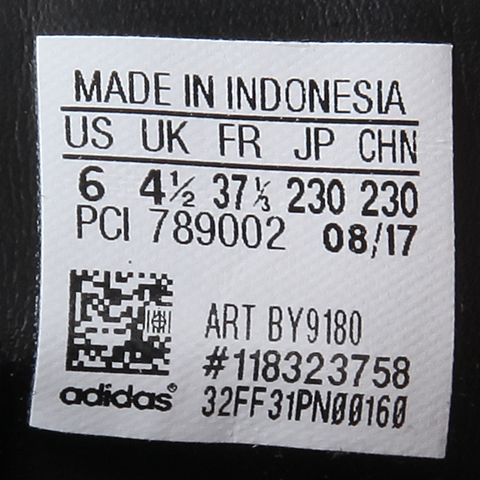 MADE IN INDONESIA
US UK FR JP CHN
6 4½ 37⅓ 230 230
PCI 789002 08/17
ART BY9180
#118323758
adidas® 32FF31PN00160